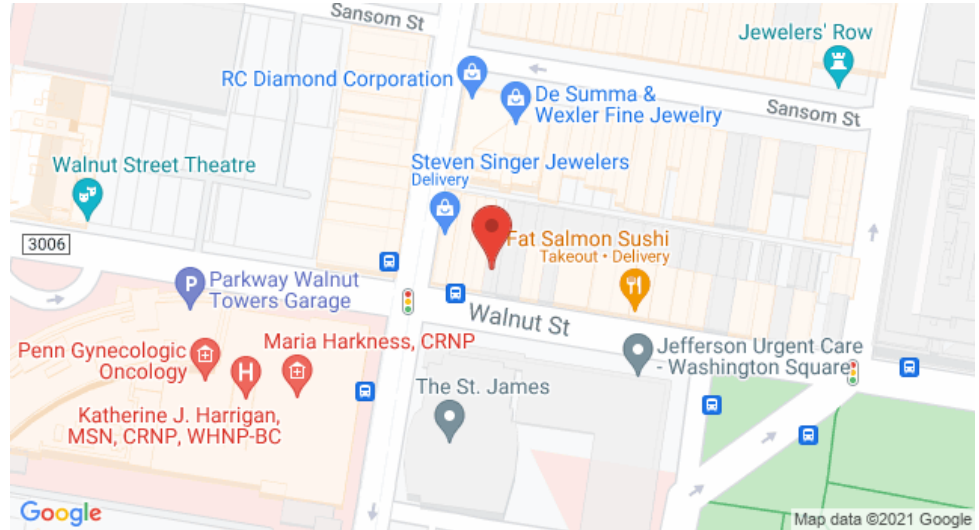 Sansom St
Jewelers' Row
RC Diamond Corporation
De Summa &
Wexler Fine Jewelry
Sansom St
Steven Singer Jewelers
Delivery
Walnut Street Theatre
3006
Fat Salmon Sushi
Takeout • Delivery
P
Parkway Walnut
Towers Garage
Walnut St
Penn Gynecologic
Oncology
Maria Harkness, CRNP
H
Katherine J. Harrigan,
MSN, CRNP, WHNP-BC
The St. James
Jefferson Urgent Care
- Washington Square
Google
Map data ©2021 Google